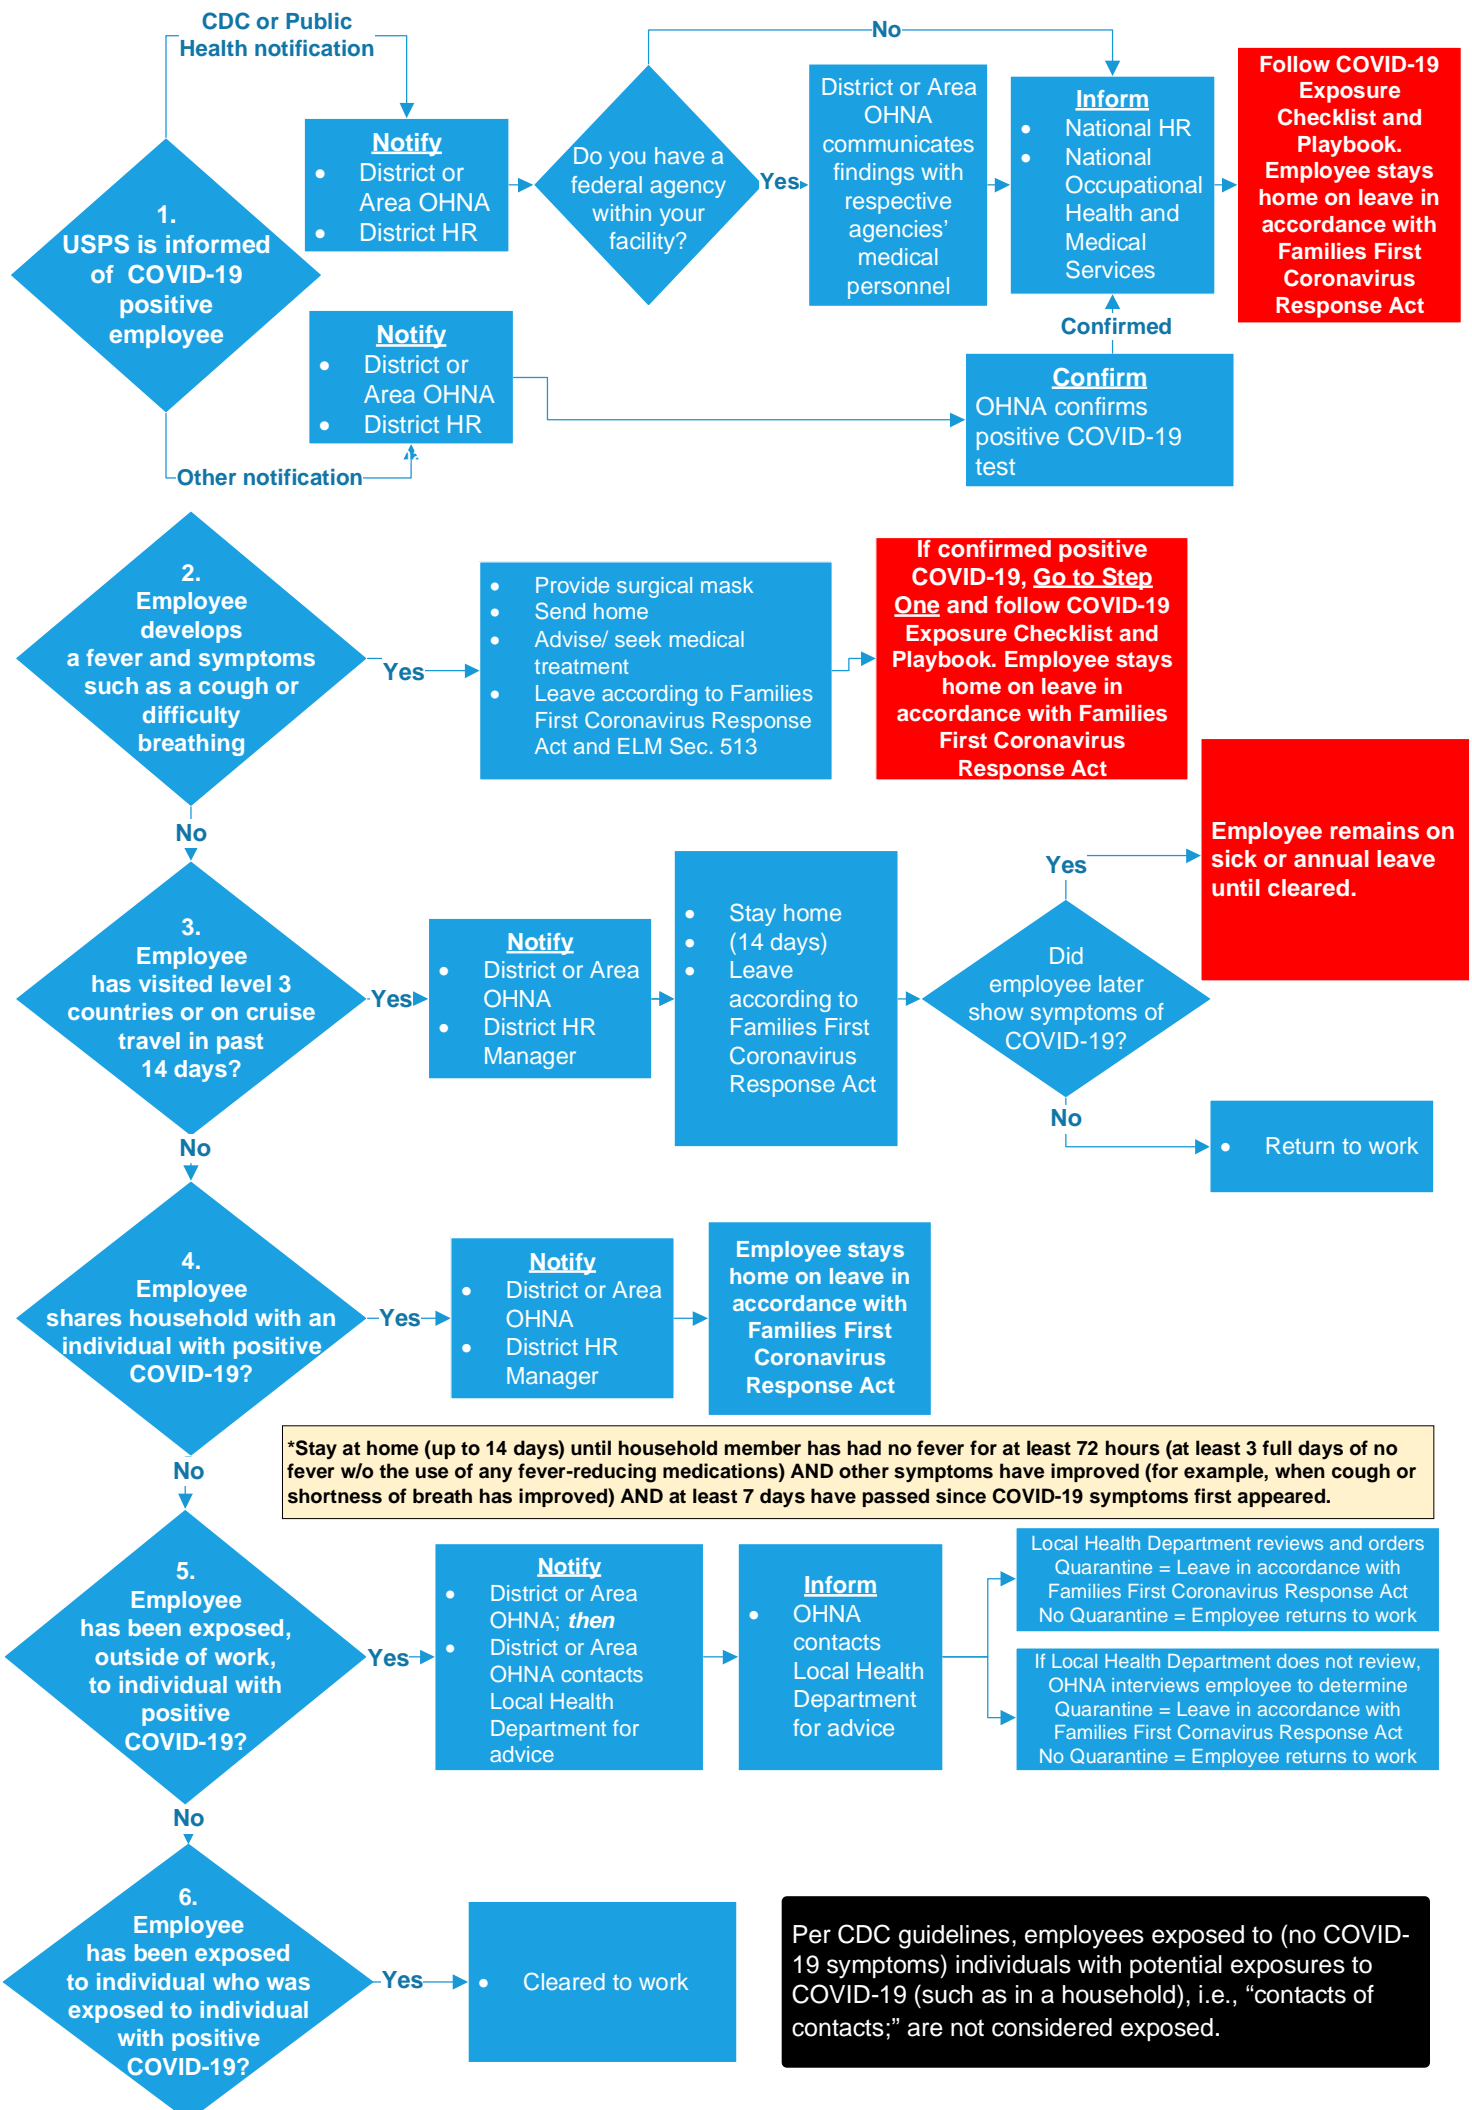 CDC or Public
Health notification
No
1.
USPS is informed
of  COVID-19
positive
employee
Notify
• District or
Area OHNA
• District HR
Do you have a
federal agency
within your
facility?
Yes
District or Area
OHNA
communicates
findings with
respective
agencies’
medical
personnel
Inform
• National HR
• National
Occupational
Health and
Medical
Services
Follow COVID-19
Exposure
Checklist and
Playbook.
Employee stays
home on leave in
accordance with
Families First
Coronavirus
Response Act
Notify
• District or
Area OHNA
• District HR
Confirmed
Confirm
OHNA confirms
positive COVID-19
test
Other notification
2.
Employee
develops
a fever and symptoms
such as a cough or
difficulty
breathing
Yes
• Provide surgical mask
• Send home
• Advise/ seek medical
treatment
• Leave according to Families
First Coronavirus Response
Act and ELM Sec. 513
If confirmed positive
COVID-19, Go to Step
One and follow COVID-19
Exposure Checklist and
Playbook. Employee stays
home on leave in
accordance with Families
First Coronavirus
Response Act
No
3.
Employee
has visited level 3
countries or on cruise
travel in past
14 days?
Yes
Notify
• District or Area
OHNA
• District HR
Manager
• Stay home
• (14 days)
• Leave
according to
Families First
Coronavirus
Response Act
Did
employee later
show symptoms of
COVID-19?
Yes
Employee remains on
sick or annual leave
until cleared.
No
• Return to work
No
4.
Employee
shares household with an
individual with positive
COVID-19?
Yes
Notify
• District or Area
OHNA
• District HR
Manager
Employee stays
home on leave in
accordance with
Families First
Coronavirus
Response Act
*Stay at home (up to 14 days) until household member has had no fever for at least 72 hours (at least 3 full days of no
fever w/o the use of any fever-reducing medications) AND other symptoms have improved (for example, when cough or
shortness of breath has improved) AND at least 7 days have passed since COVID-19 symptoms first appeared.
No
5.
Employee
has been exposed,
outside of work,
to individual with
positive
COVID-19?
Yes
Notify
• District or Area
OHNA; then
• District or Area
OHNA contacts
Local Health
Department for
advice
Inform
• OHNA
contacts
Local Health
Department
for advice
Local Health Department reviews and orders
Quarantine = Leave in accordance with
Families First Coronavirus Response Act
No Quarantine = Employee returns to work
If Local Health Department does not review,
OHNA interviews employee to determine
Quarantine = Leave in accordance with
Families First Cornavirus Response Act
No Quarantine = Employee returns to work
No
6.
Employee
has been exposed
to individual who was
exposed to individual
with positive
COVID-19?
Yes
• Cleared to work
Per CDC guidelines, employees exposed to (no COVID-
19 symptoms) individuals with potential exposures to
COVID-19 (such as in a household), i.e., “contacts of
contacts;” are not considered exposed.